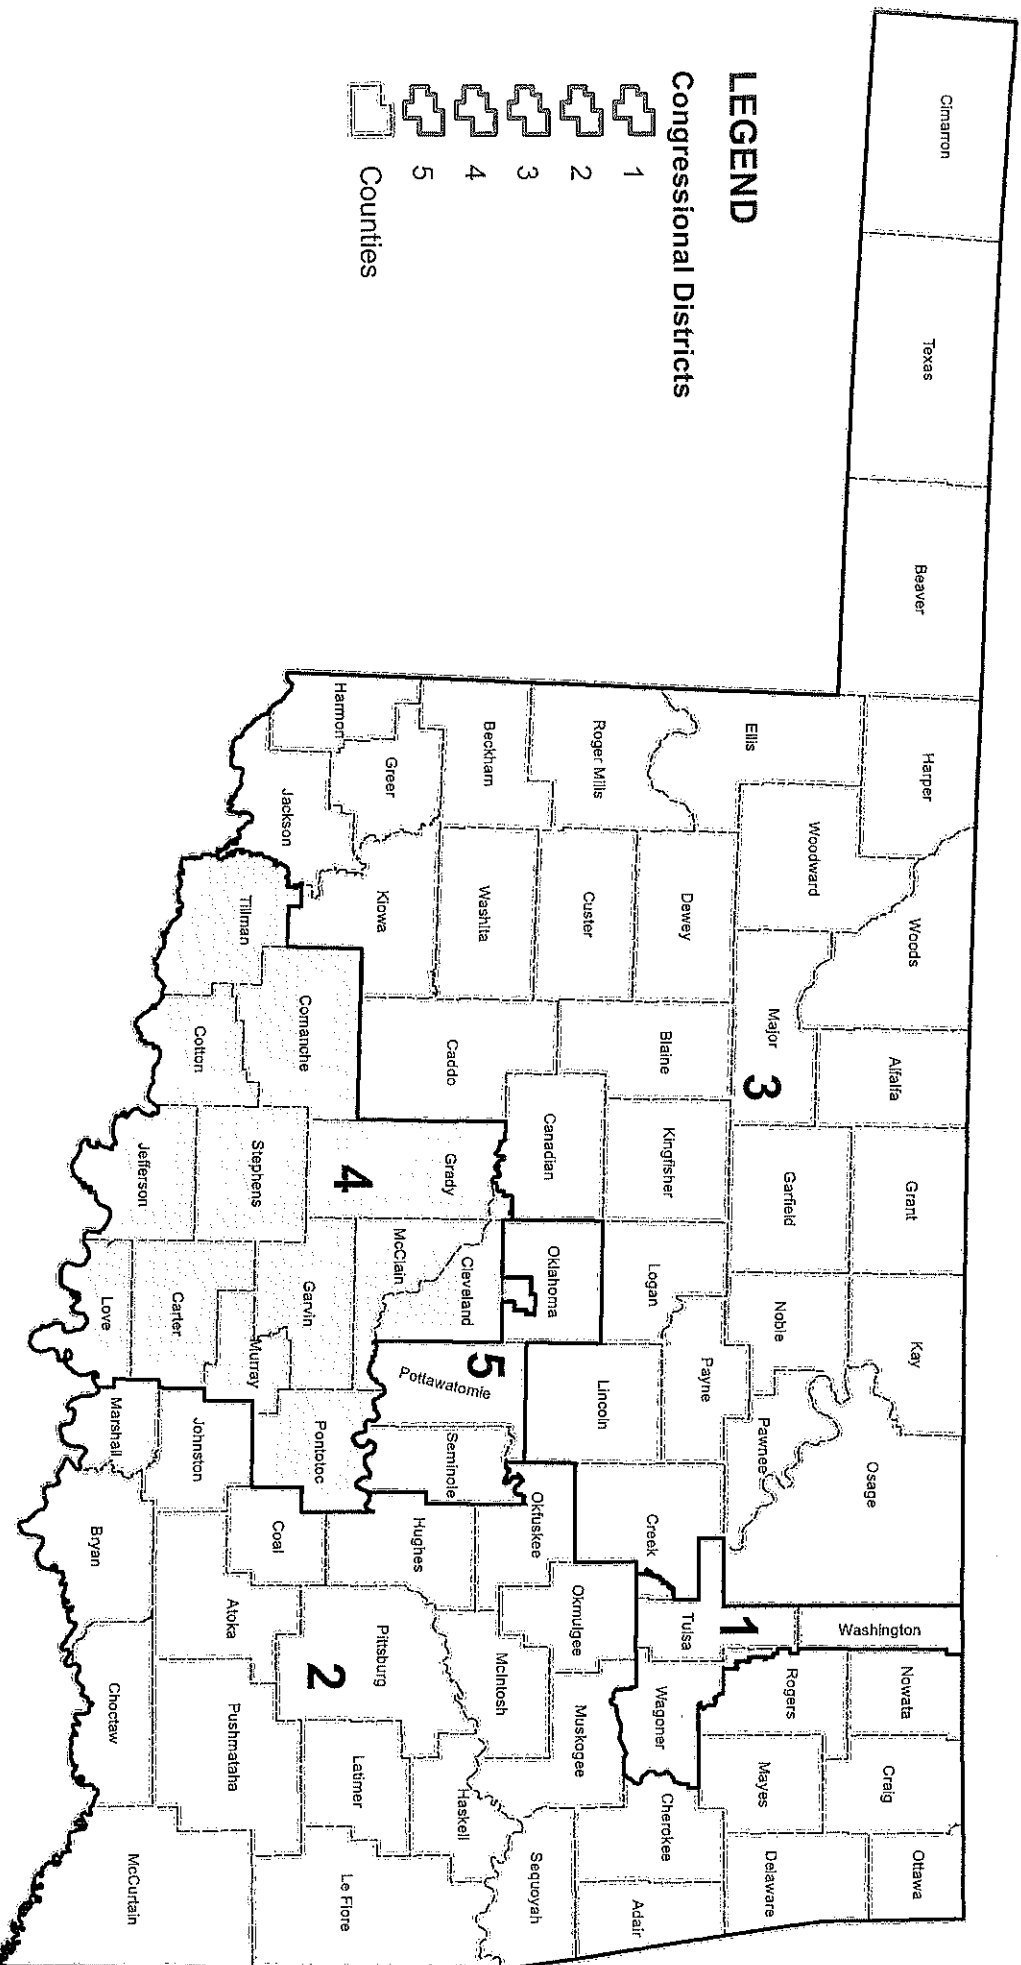 LEGEND
Congressional Districts
1
2
3
4
5
Counties
Cimarron
Texas
Beaver
Harper
Woods
Alfalfa
Grant
Kay
Osage
Washington
Nowata
Craig
Ottawa
Ellis
Woodward
Major
3
Garfield
Noble
Pawnee
1
Rogers
Mayes
Delaware
Roger Mills
Dewey
Blaine
Kingfisher
Logan
Payne
Creek
Tulsa
Wagoner
Cherokee
Adair
Custer
Canadian
Oklahoma
Lincoln
Okfuskee
Okmulgee
Muskogee
Sequoyah
Beckham
Washita
Caddo
Grady
Cleveland
5
Pottawatomie
Seminole
McIntosh
Haskell
Greer
Kiowa
McClain
Hughes
Pittsburg
Latimer
Le Flore
Harmon
Jackson
Comanche
4
Garvin
Pontotoc
Coal
2
Tillman
Stephens
Murray
Johnston
Atoka
Pushmataha
Cotton
Jefferson
Carter
Love
Marshall
Bryan
Choctaw
McCurtain